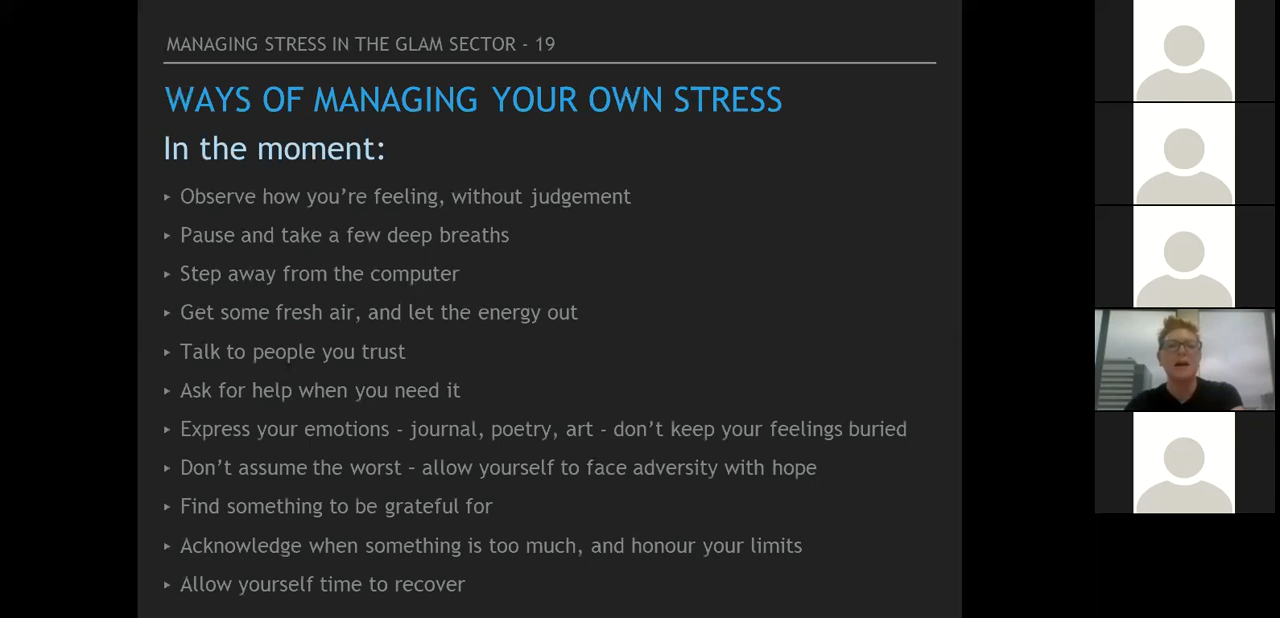 MANAGING STRESS IN THE GLAM SECTOR - 19
WAYS OF MANAGING YOUR OWN STRESS
In the moment:
‣ Observe how you’re feeling, without judgement
‣ Pause and take a few deep breaths
‣ Step away from the computer
‣ Get some fresh air, and let the energy out
‣ Talk to people you trust
‣ Ask for help when you need it
‣ Express your emotions - journal, poetry, art - don’t keep your feelings buried
‣ Don’t assume the worst – allow yourself to face adversity with hope
‣ Find something to be grateful for
‣ Acknowledge when something is too much, and honour your limits
‣ Allow yourself time to recover